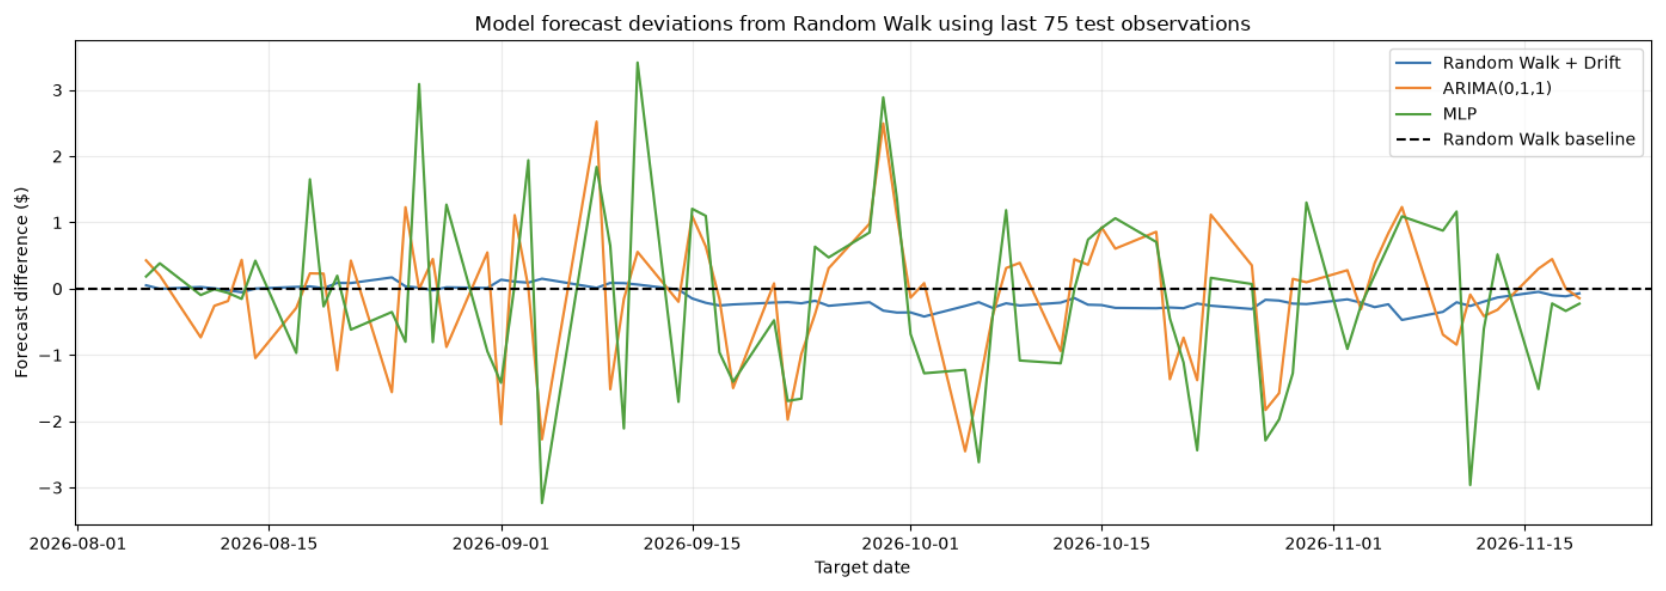 Model forecast deviations from Random Walk using last 75 test observations
Random Walk + Drift
ARIMA(0,1,1)
MLP
Random Walk baseline
Forecast difference ($)
3
2
1
0
−1
−2
−3
2026-08-01
2026-08-15
2026-09-01
2026-09-15
2026-10-01
2026-10-15
2026-11-01
2026-11-15
Target date